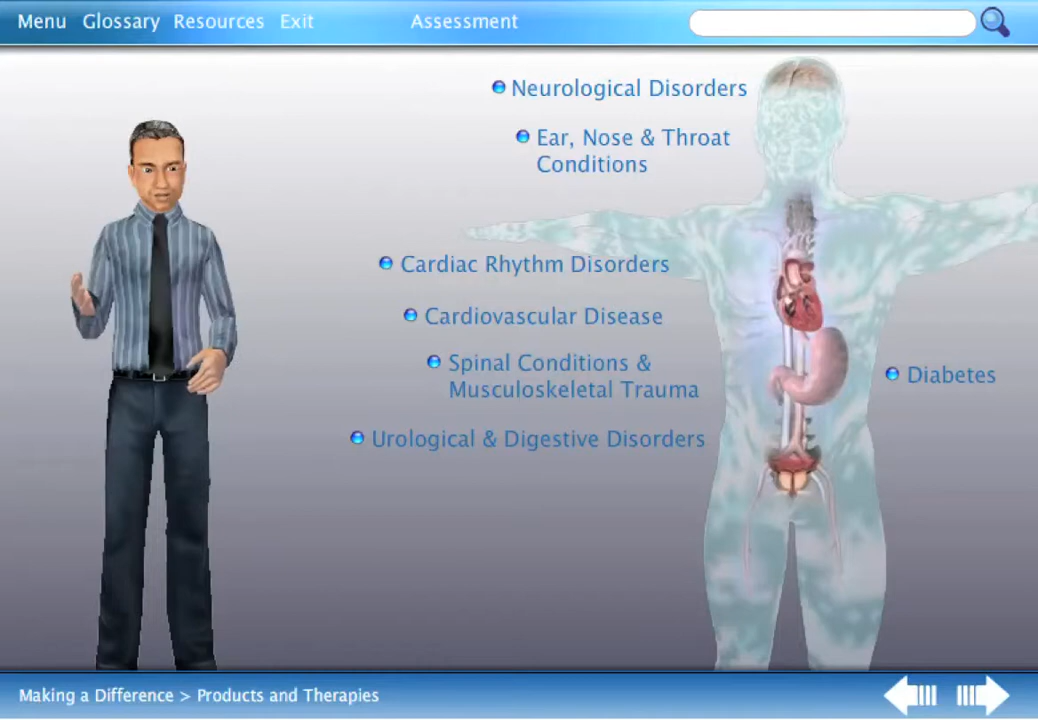 Menu Glossary Resources Exit Assessment
Neurological Disorders
Ear, Nose & Throat
Conditions
Cardiac Rhythm Disorders
Cardiovascular Disease
Spinal Conditions &
Musculoskeletal Trauma
Diabetes
Urological & Digestive Disorders
Making a Difference > Products and Therapies